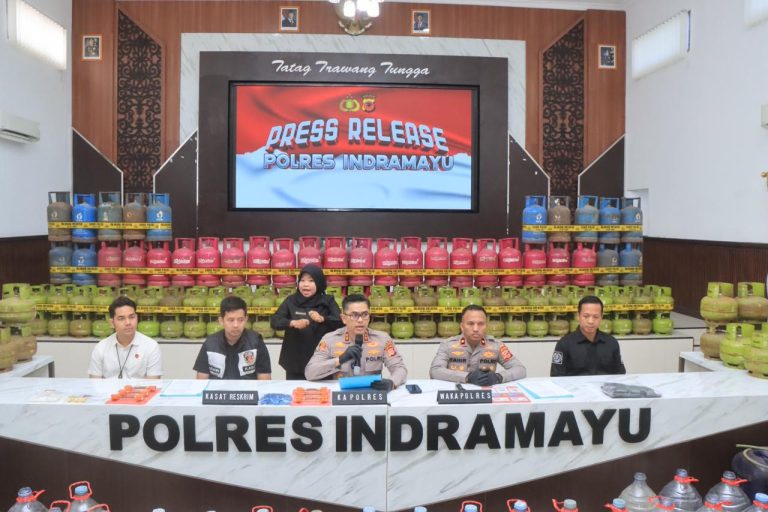 Tatag Trawang Tungga
PRESS RELEASE
POLRES INDRAMAYU
KASAT RESKRIM
KAPOLRES
WAKAPOLRES
POLRES INDRAMAYU